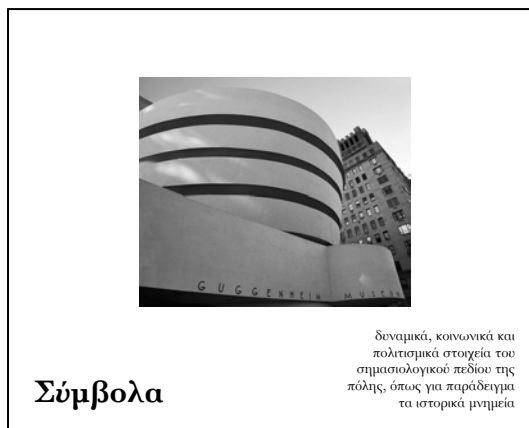 GUGGENHEIM MUSEUM
δυναμικά, κοινωνικά και
πολιτισμικά στοιχεία του
σημασιολογικού πεδίου της
πόλης, όπως για παράδειγμα
τα ιστορικά μνημεία
Σύμβολα